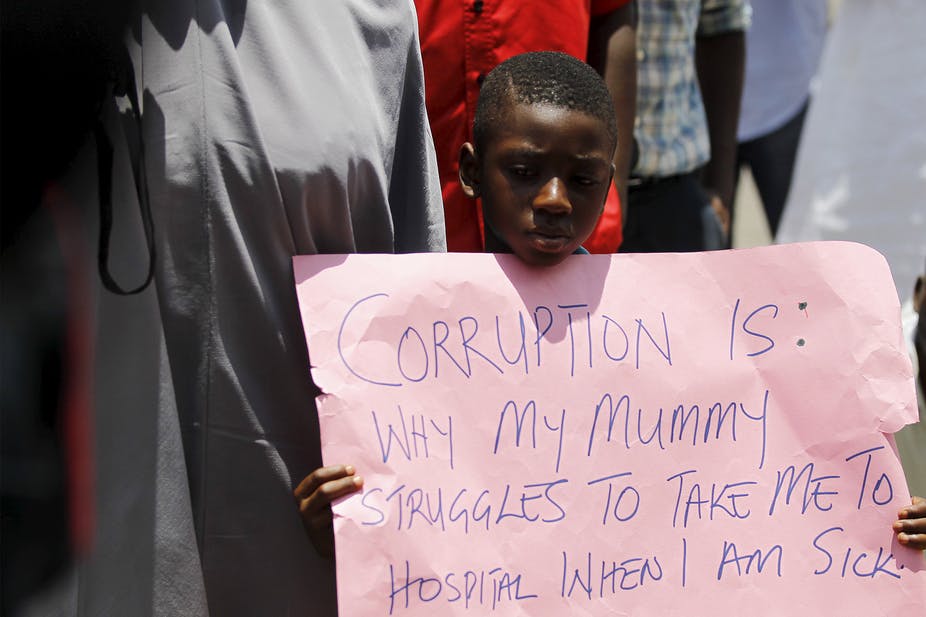 CORRUPTION IS:
WHY MY MUMMY
STRUGGLES TO TAKE ME TO
HOSPITAL WHEN I AM SICK.